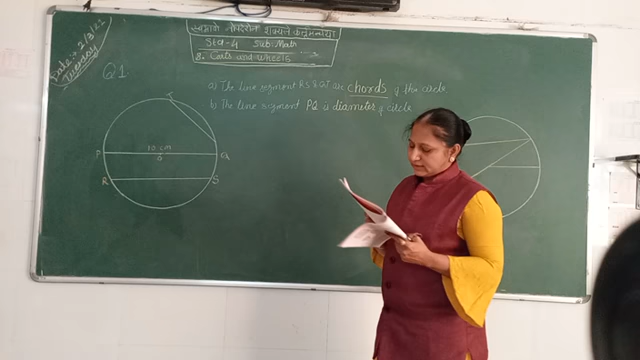 Date:- 2/3/22
Tuesday
Std-4 Sub:Math
8. Carts and Wheels
Q1.
a) The line segment RS & QT are chords of the circle
b) The line segment PQ is diameter of circle
T
P 10 cm Q
O
R S